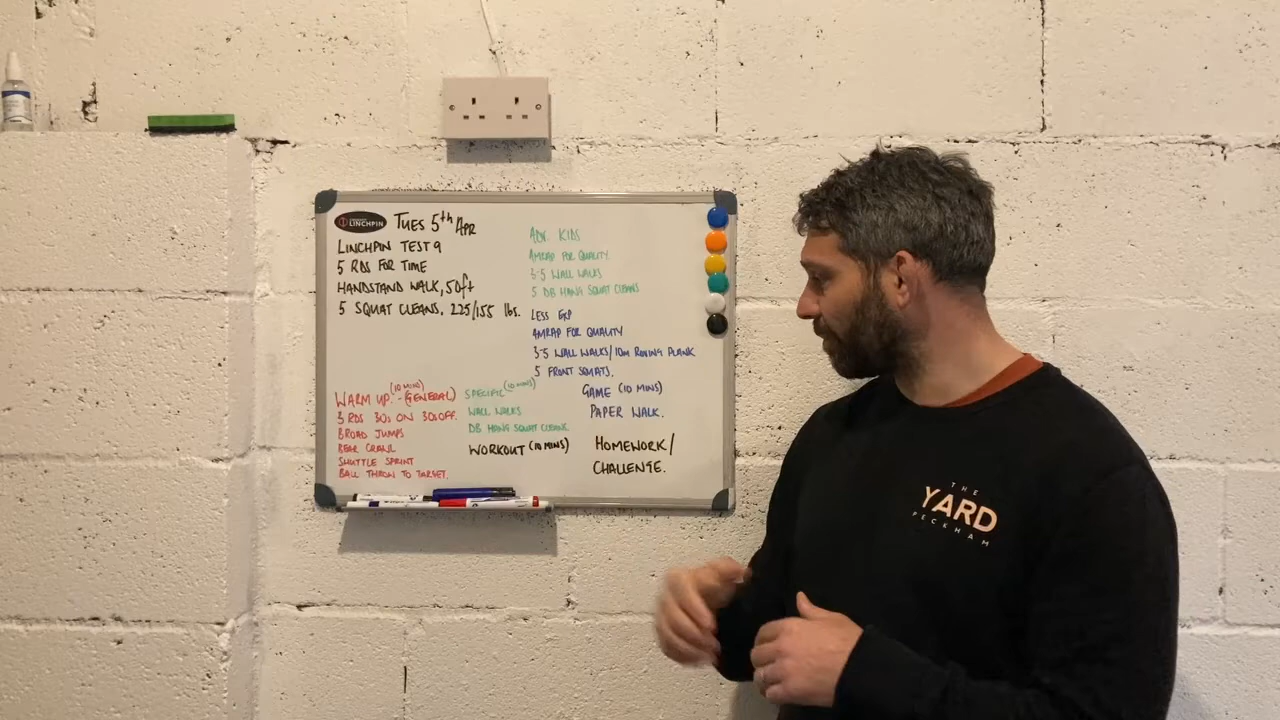 LINCHPIN
TUES 5th APR
LINCHPIN TEST 9
5 RDS FOR TIME
HANDSTAND WALK, 50ft
5 SQUAT CLEANS, 225/155 lbs.
ADV. KIDS
AMRAP FOR QUALITY.
3-5 WALL WALKS
5 DB HANG SQUAT CLEANS
LESS EXP
AMRAP FOR QUALITY
3-5 WALL WALKS/10m ROVING PLANK
5 FRONT SQUATS.
WARM UP. - (GENERAL) (10 MINS)
3 RDS 30s ON 30s OFF.
BROAD JUMPS
BEAR CRAWL
SHUTTLE SPRINT
BALL THROW TO TARGET.
SPECIFIC (10 MINS)
WALL WALKS
DB HANG SQUAT CLEAN.
WORKOUT (10 MINS)
GAME (10 MINS)
PAPER WALK.
HOMEWORK/
CHALLENGE.
THE
YARD
PECKHAM